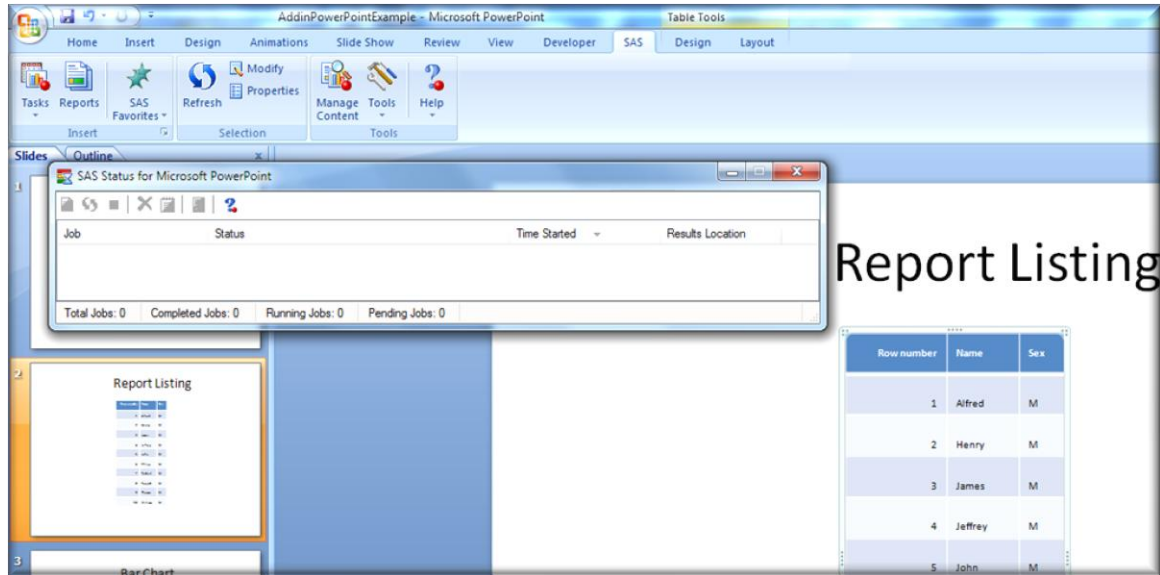 AddinPowerPointExample - Microsoft PowerPoint
Table Tools
Home Insert Design Animations Slide Show Review View Developer SAS Design Layout
Tasks
Reports
SAS Favorites
Refresh
Modify
Properties
Manage Content
Tools
Help
Insert
Selection
Tools
Slides Outline
SAS Status for Microsoft PowerPoint
Job Status Time Started Results Location
Total Jobs: 0 Completed Jobs: 0 Running Jobs: 0 Pending Jobs: 0
1
2
Report Listing
3
Bar Chart
Report Listing
Row number Name Sex
1 Alfred M
2 Henry M
3 James M
4 Jeffrey M
5 John M